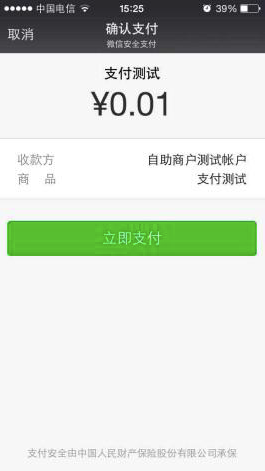 中国电信 15:25 39%
取消 确认支付
微信安全支付
支付测试
¥0.01
收款方 自助商户测试帐户
商 品 支付测试
立即支付
支付安全由中国人民财产保险股份有限公司承保